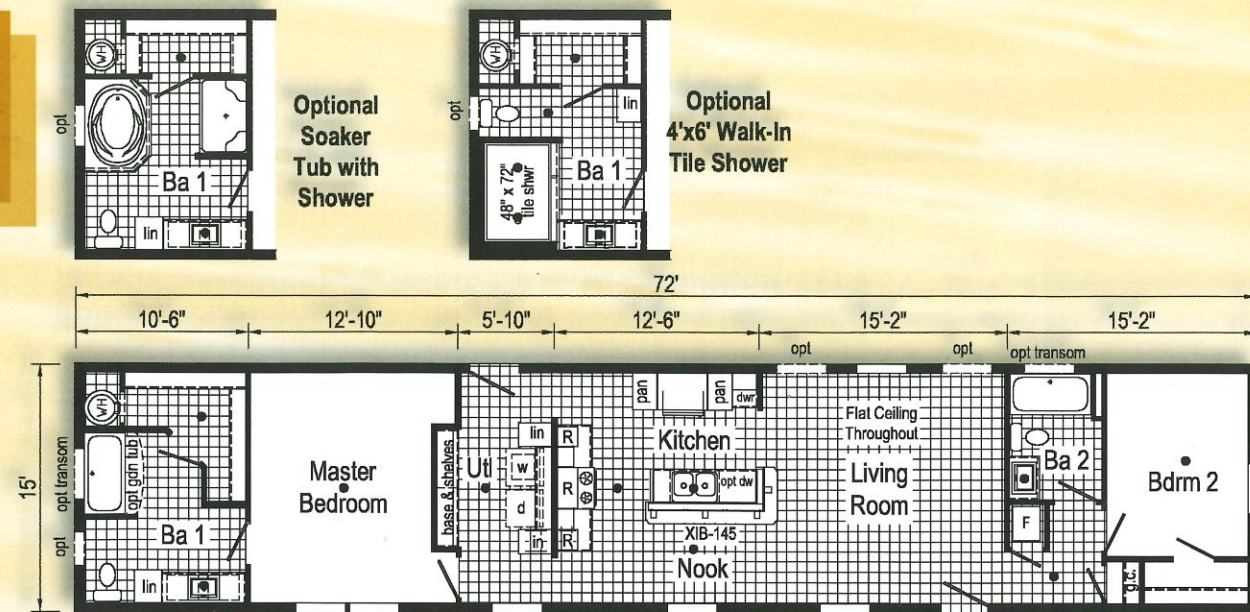 WH
opt
Ba 1
lin
Optional
Soaker
Tub with
Shower
WH
opt
lin
48" x 72"
tile shwr
Ba 1
Optional
4'x6' Walk-In
Tile Shower
72'
10'-6"
12'-10"
5'-10"
12'-6"
15'-2"
15'-2"
opt
opt
opt transom
15'
opt transom
opt
WH
opt gdn tub
Ba 1
lin
Master
Bedroom
base & shelves
Utl
lin
w
d
lin
R
R
R
pan
pan
dwr
Kitchen
opt dw
XIB-145
Nook
Flat Ceiling
Throughout
Living
Room
Ba 2
F
Bdrm 2
g.c.